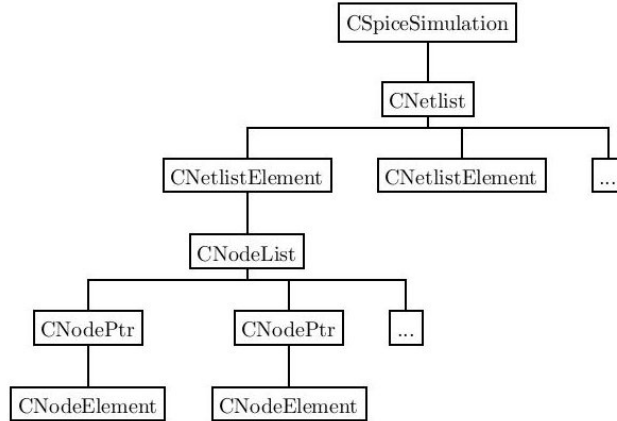 CSpiceSimulation
CNetlist
CNetlistElement CNetlistElement ...
CNodeList
CNodePtr CNodePtr ...
CNodeElement CNodeElement